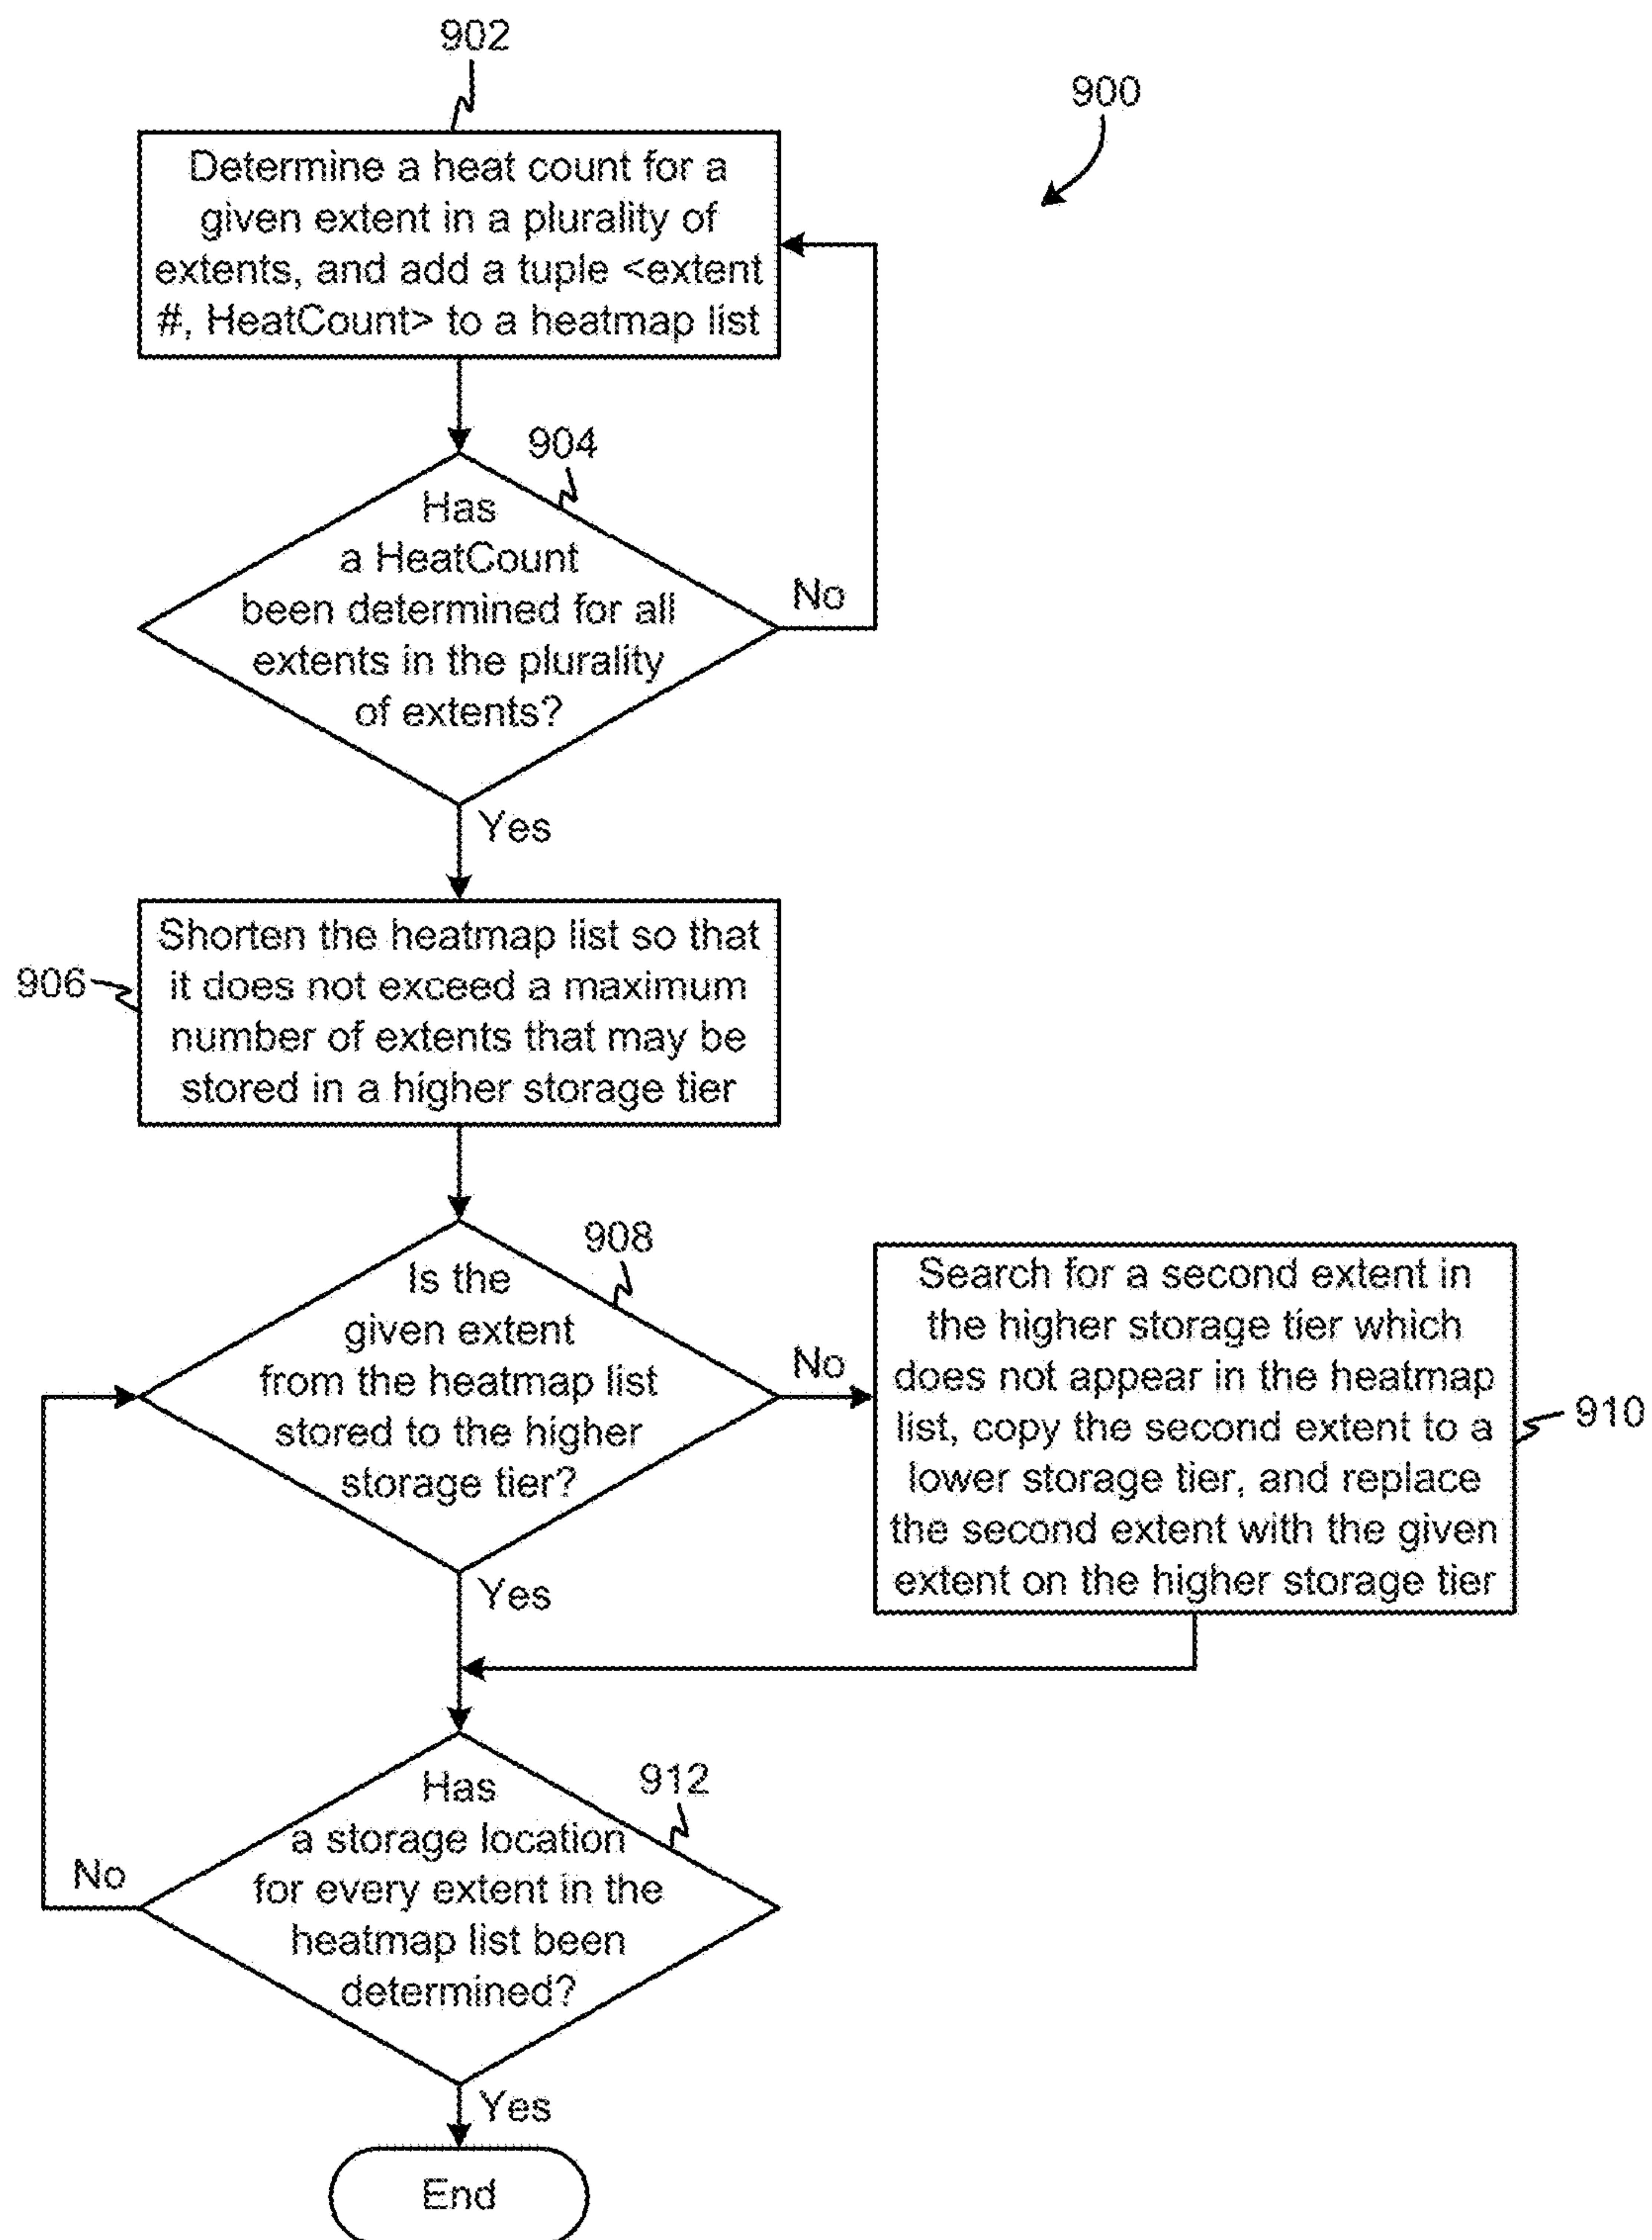 902
900
Determine a heat count for a
given extent in a plurality of
extents, and add a tuple <extent
#, HeatCount> to a heatmap list
904
Has
a HeatCount
been determined for all
extents in the plurality
of extents?
No
Yes
906
Shorten the heatmap list so that
it does not exceed a maximum
number of extents that may be
stored in a higher storage tier
908
Is the
given extent
from the heatmap list
stored to the higher
storage tier?
No
Yes
Search for a second extent in
the higher storage tier which
does not appear in the heatmap
list, copy the second extent to a
lower storage tier, and replace
the second extent with the given
extent on the higher storage tier
910
912
Has
a storage location
for every extent in the
heatmap list been
determined?
No
Yes
End